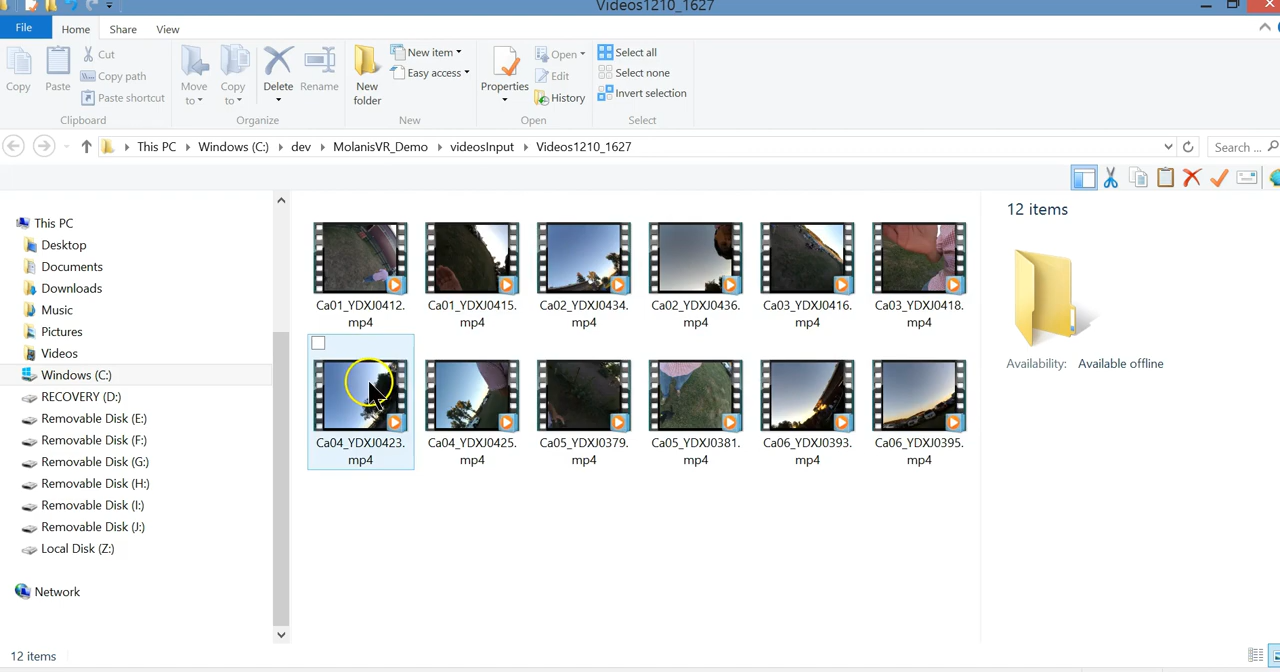 Videos1210_1627
File
Home
Share
View
Copy
Paste
Cut
Copy path
Paste shortcut
Clipboard
Move to
Copy to
Delete
Rename
Organize
New folder
New item
Easy access
New
Properties
Open
Edit
History
Open
Select all
Select none
Invert selection
Select
This PC
Windows (C:)
dev
MolanisVR_Demo
videosInput
Videos1210_1627
Search ...
This PC
Desktop
Documents
Downloads
Music
Pictures
Videos
Windows (C:)
RECOVERY (D:)
Removable Disk (E:)
Removable Disk (F:)
Removable Disk (G:)
Removable Disk (H:)
Removable Disk (I:)
Removable Disk (J:)
Local Disk (Z:)
Network
Ca01_YDXJ0412.
mp4
Ca01_YDXJ0415.
mp4
Ca02_YDXJ0434.
mp4
Ca02_YDXJ0436.
mp4
Ca03_YDXJ0416.
mp4
Ca03_YDXJ0418.
mp4
Ca04_YDXJ0423.
mp4
Ca04_YDXJ0425.
mp4
Ca05_YDXJ0379.
mp4
Ca05_YDXJ0381.
mp4
Ca06_YDXJ0393.
mp4
Ca06_YDXJ0395.
mp4
12 items
Availability: Available offline
12 items